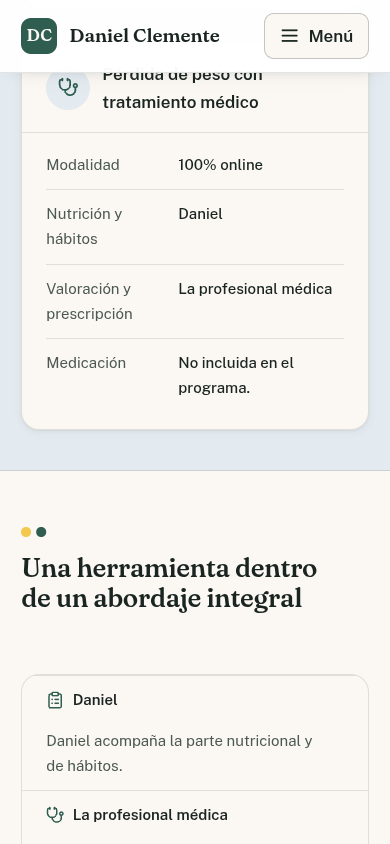 DC Daniel Clemente Menú
Pérdida de peso con
tratamiento médico
Modalidad 100% online
Nutrición y Daniel
hábitos
Valoración y La profesional médica
prescripción
Medicación No incluida en el
programa.
Una herramienta dentro
de un abordaje integral
Daniel
Daniel acompaña la parte nutricional y
de hábitos.
La profesional médica